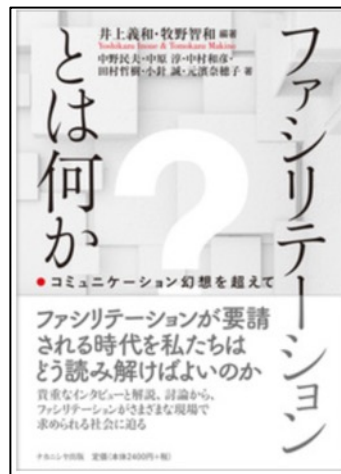 ファシリテーション
とは何か
井上義和・牧野智和 編著
Yoshikazu Inoue & Tomokazu Makino
中野民夫・中原 淳・中村和彦・
田村哲樹・小針 誠・元濱奈穂子 著
●コミュニケーション幻想を超えて
ファシリテーションが要請
される時代を私たちは
どう読み解けばよいのか
貴重なインタビューと解説、討論から、
ファシリテーションがさまざまな現場で
求められる社会に迫る
ナカニシヤ出版 定価(本体2400円+税)